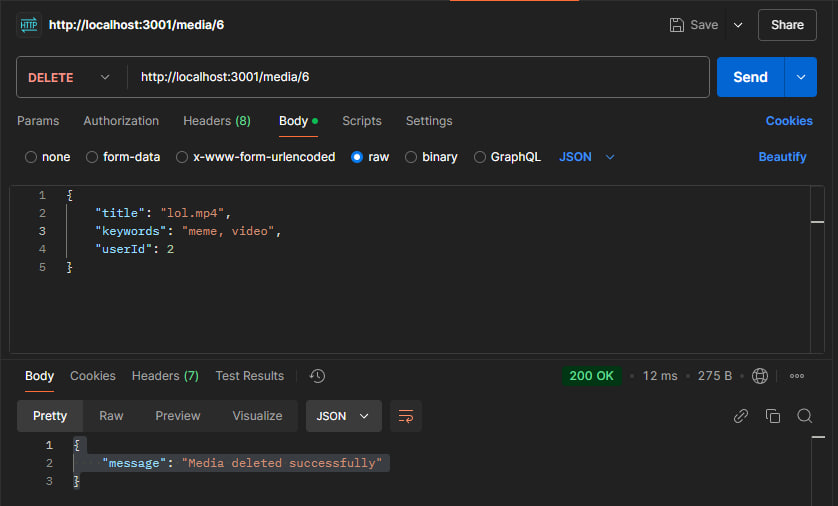 HTTP http://localhost:3001/media/6 Save Share
DELETE http://localhost:3001/media/6 Send
Params Authorization Headers (8) Body Scripts Settings Cookies
none form-data x-www-form-urlencoded raw binary GraphQL JSON Beautify
1 {
2 "title": "lol.mp4",
3 "keywords": "meme, video",
4 "userId": 2
5 }
Body Cookies Headers (7) Test Results 200 OK • 12 ms • 275 B •
Pretty Raw Preview Visualize JSON
1 {
2 "message": "Media deleted successfully"
3 }